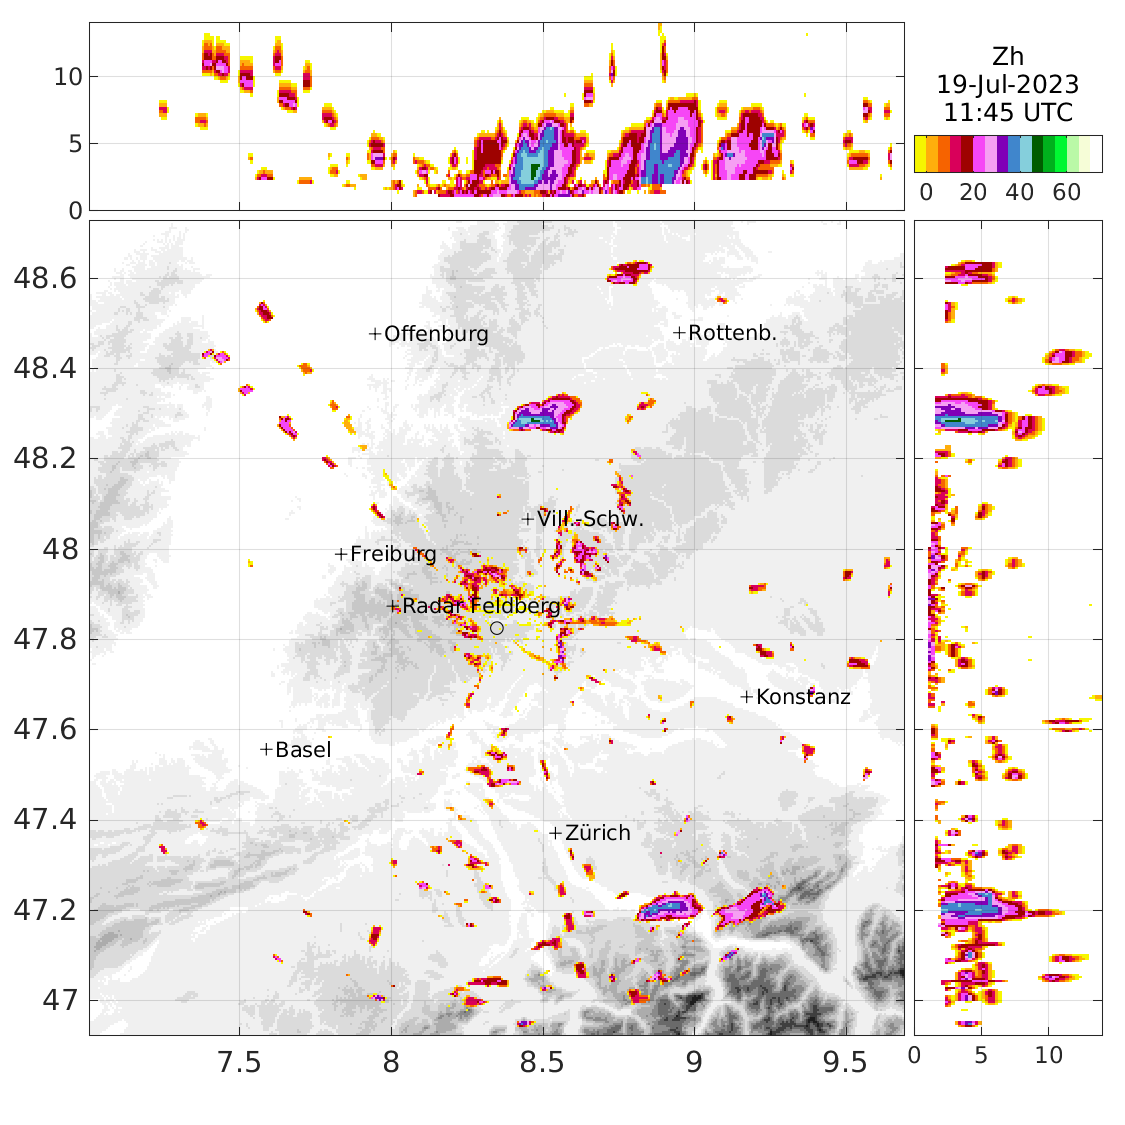 10
5
0
Zh
19-Jul-2023
11:45 UTC
0 20 40 60
48.6
48.4
48.2
48
47.8
47.6
47.4
47.2
47
+Offenburg
+Rottenb.
+Vill.-Schw.
+Freiburg
+Radar Feldberg
+Konstanz
+Basel
+Zürich
7.5 8 8.5 9 9.5
0 5 10